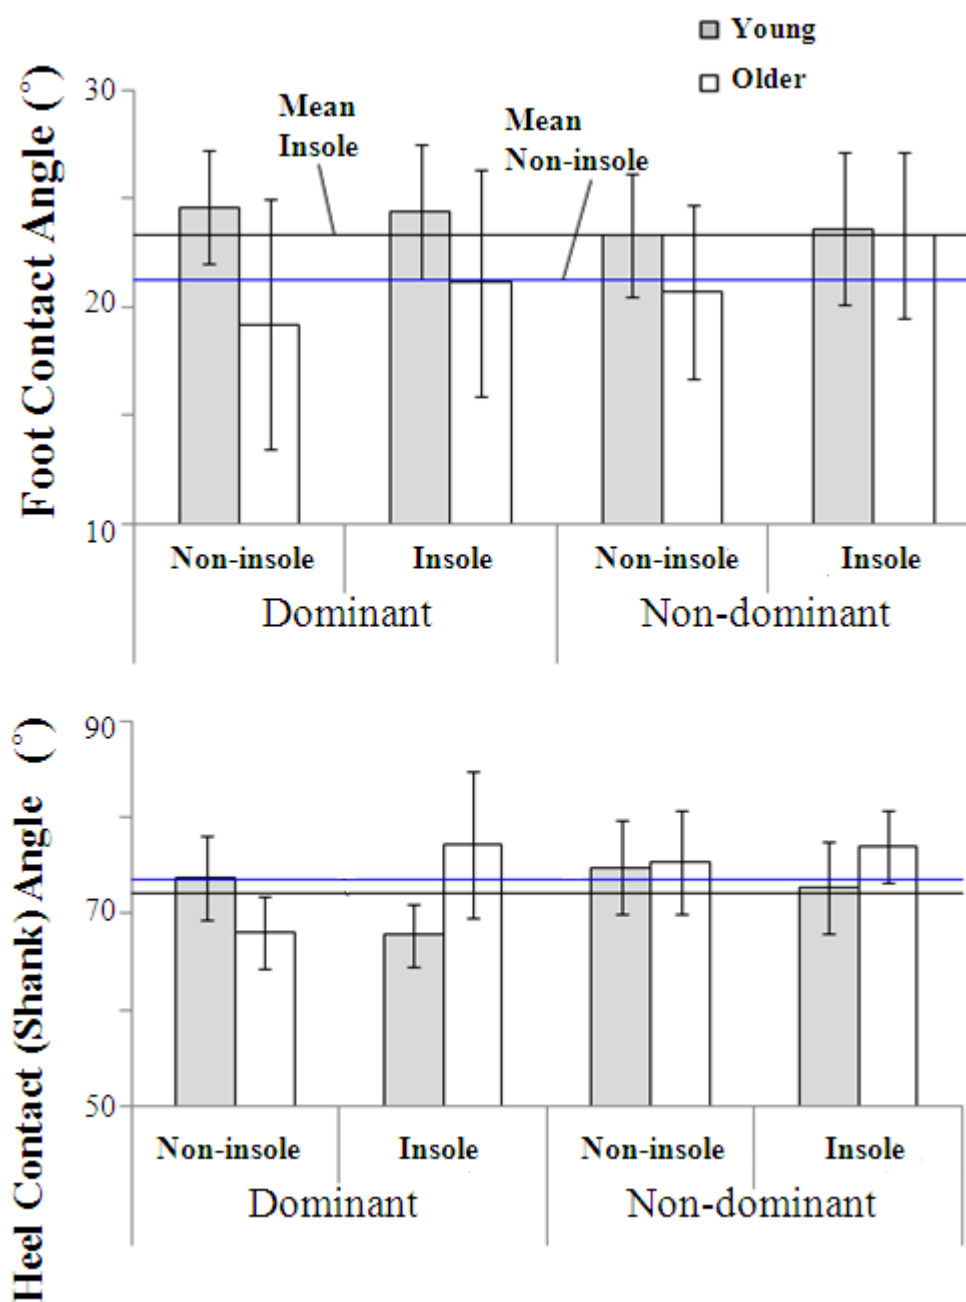 Young
Older
Foot Contact Angle (°)
30
20
10
Mean
Insole
Mean
Non-insole
Non-insole
Insole
Non-insole
Insole
Dominant
Non-dominant
Heel Contact (Shank) Angle (°)
90
70
50
Non-insole
Insole
Non-insole
Insole
Dominant
Non-dominant